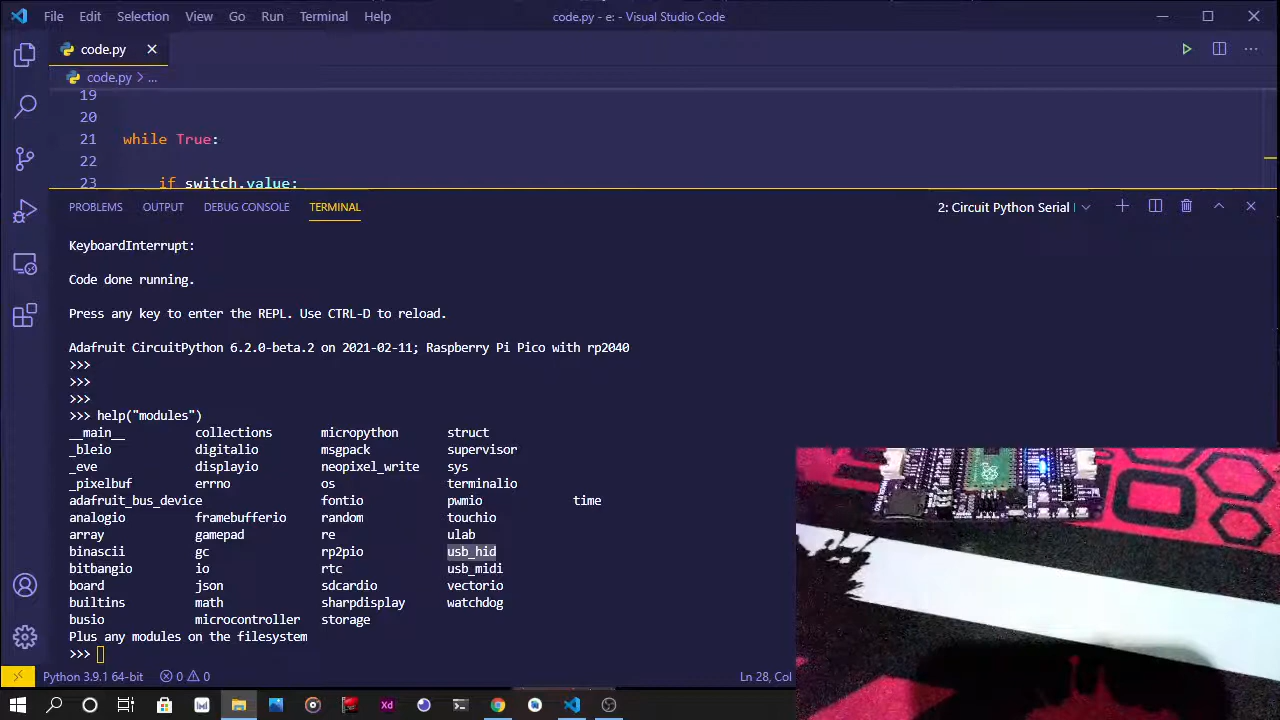 File Edit Selection View Go Run Terminal Help code.py - e: - Visual Studio Code
code.py
code.py > ...
19
20
21 while True:
22
23 if switch.value:
PROBLEMS OUTPUT DEBUG CONSOLE TERMINAL 2: Circuit Python Serial
KeyboardInterrupt:
Code done running.
Press any key to enter the REPL. Use CTRL-D to reload.
Adafruit CircuitPython 6.2.0-beta.2 on 2021-02-11; Raspberry Pi Pico with rp2040
>>>
>>>
>>>
>>> help("modules")
__main__ collections micropython struct
_bleio digitalio msgpack supervisor
_eve displayio neopixel_write sys
_pixelbuf errno os terminalio
adafruit_bus_device fontio pwmio time
analogio framebufferio random touchio
array gamepad re ulab
binascii gc rp2pio usb_hid
bitbangio io rtc usb_midi
board json sdcardio vectorio
builtins math sharpdisplay watchdog
busio microcontroller storage
Plus any modules on the filesystem
>>>
Python 3.9.1 64-bit 0 0 Ln 28, Col
Xd